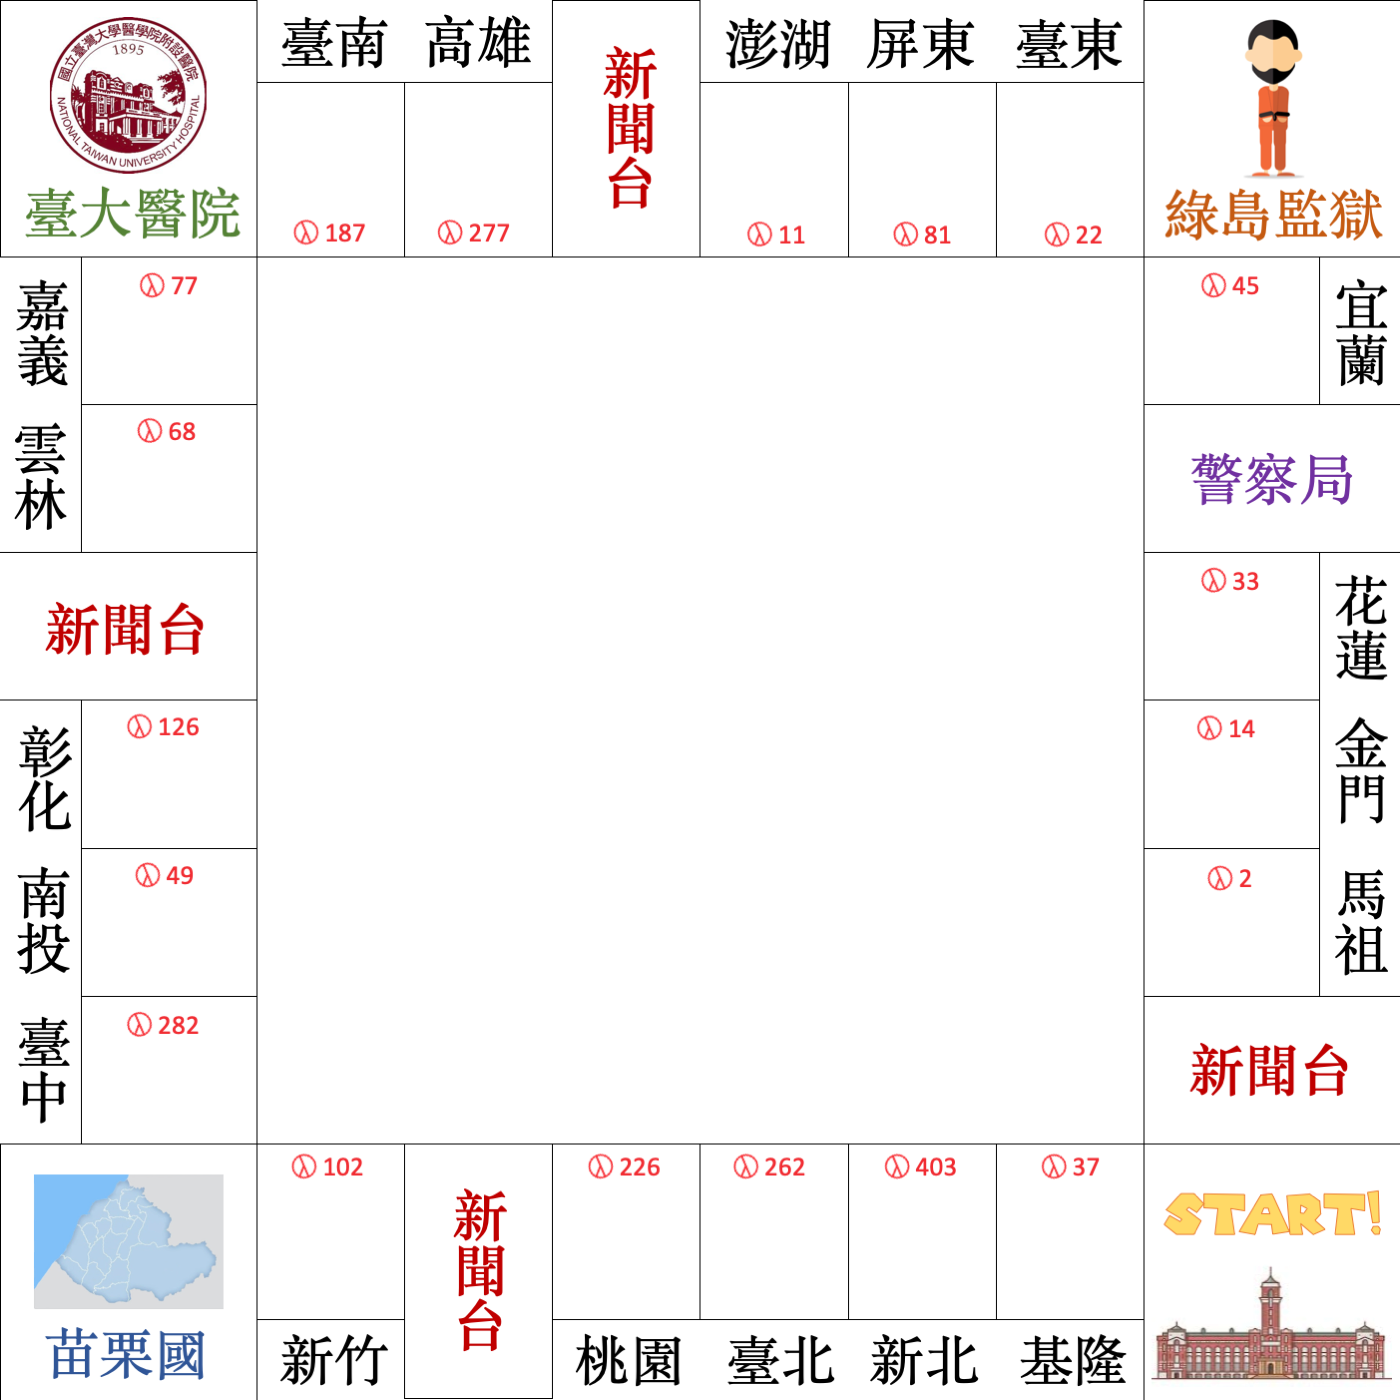 國立臺灣大學醫學院附設醫院
1895
NATIONAL TAIWAN UNIVERSITY HOSPITAL
臺大醫院
臺南
187
高雄
277
新聞台
澎湖
11
屏東
81
臺東
22
綠島監獄
嘉義
77
雲林
68
新聞台
彰化
126
南投
49
臺中
282
宜蘭
45
警察局
花蓮
33
金門
14
馬祖
2
新聞台
苗栗國
102
新竹
新聞台
226
桃園
262
臺北
403
新北
37
基隆
START!